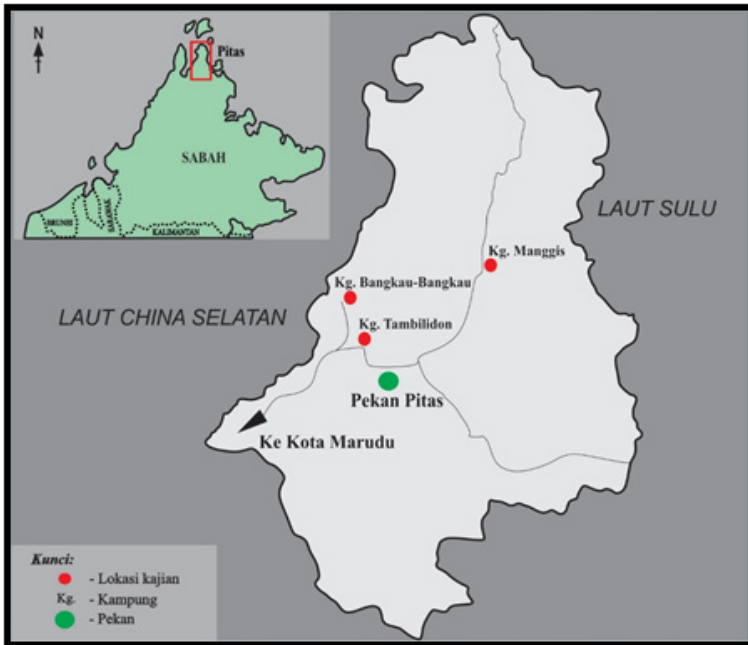 N
Pitas
SABAH
BRUNEI
SARAWAK
KALIMANTAN
LAUT SULU
Kg. Manggis
Kg. Bangkau-Bangkau
LAUT CHINA SELATAN
Kg. Tambilidon
Pekan Pitas
Ke Kota Marudu
Kunci:
- Lokasi kajian
Kg. - Kampung
- Pekan